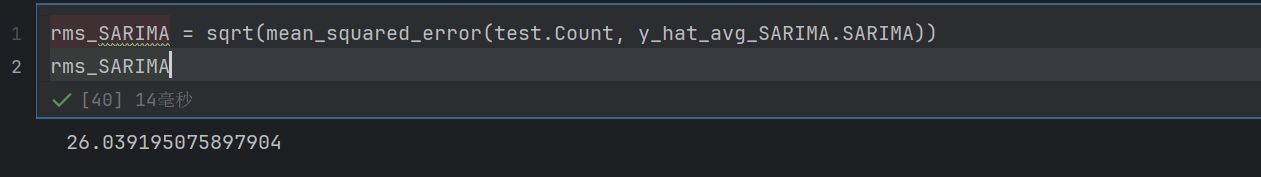 1 rms_SARIMA = sqrt(mean_squared_error(test.Count, y_hat_avg_SARIMA.SARIMA))
2 rms_SARIMA
[40] 14毫秒
26.039195075897904